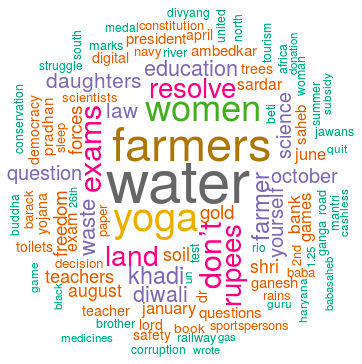 divyang
medal
constitution
united
north
south
marks
president
april
navy
river
ambedkar
tourism
africa
donation
struggle
digital
education
trees
woman
scientists
daughters
resolve
sardar
summer
subsidy
conservation
democracy
pradhan
sleep
forces
exams
law
women
science
beti
saheb
jawans
question
farmers
june
quit
water
october
buddha
barack
yojana
freedom
26th
exam
paper
waste
yoga
gold
farmer
yourself
bank
2nd
games
ganga
road
mantri
cashless
toilets
decision
land
soil
don't
rupees
rio
test
un
shri
baba
1.25
teachers
khadi
diwali
dr
ganesh
rains
guru
haryana
babasaheb
game
black
august
january
questions
teacher
brother
lord
book
sportspersons
medicines
safety
railway
gas
corruption
wrote